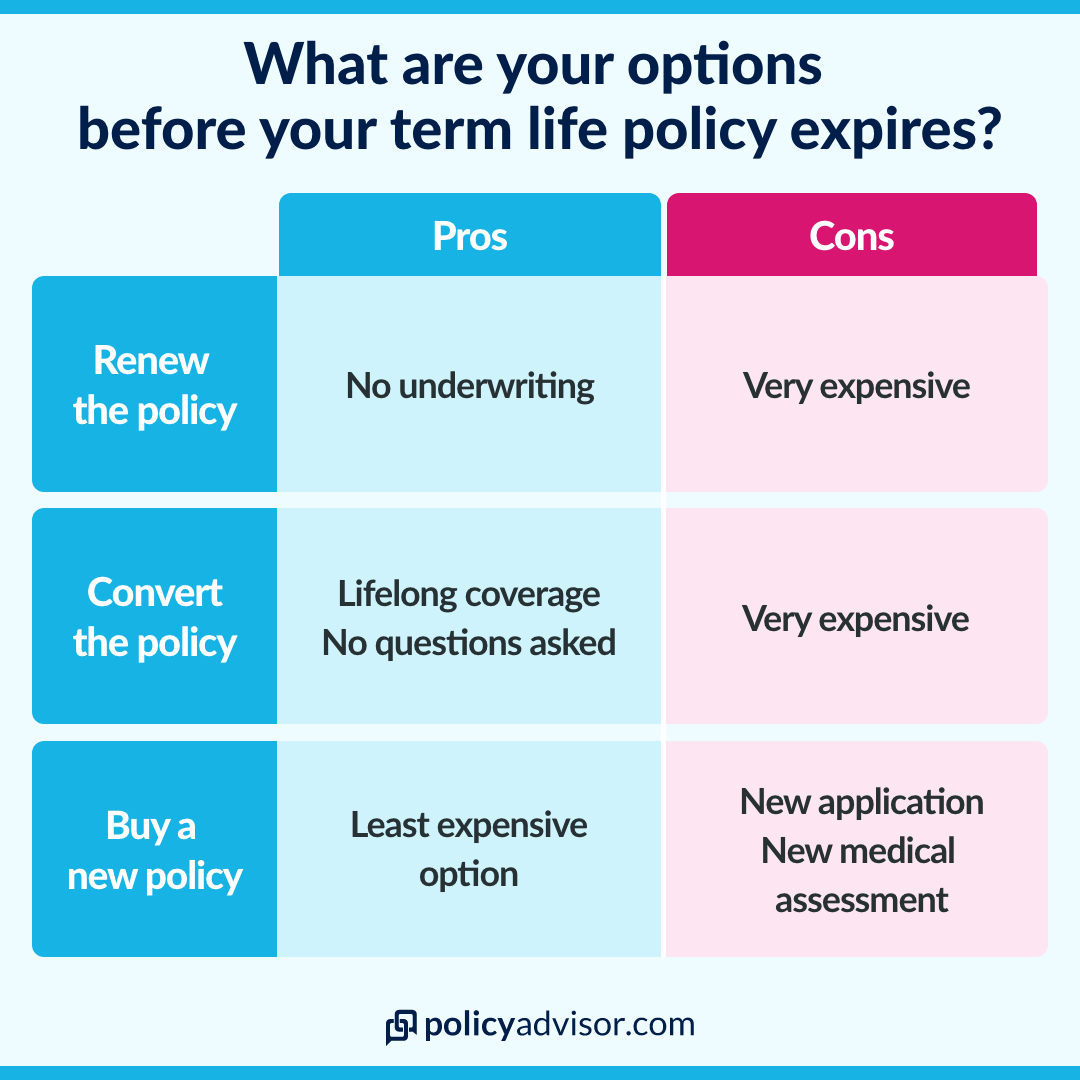 What are your options
before your term life policy expires?
Pros
Cons
Renew
the policy
No underwriting
Very expensive
Convert
the policy
Lifelong coverage
No questions asked
Very expensive
Buy a
new policy
Least expensive
option
New application
New medical
assessment
policyadvisor.com